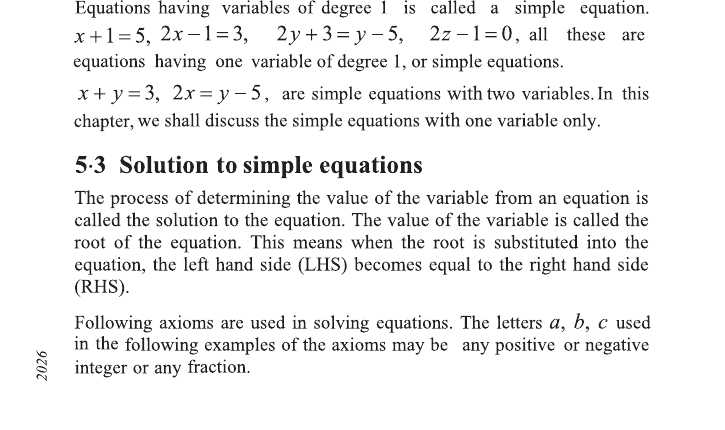 Equations having variables of degree 1 is called a simple equation.
x + 1 = 5, 2x − 1 = 3, 2y + 3 = y − 5, 2z − 1 = 0, all these are
equations having one variable of degree 1, or simple equations.
x + y = 3, 2x = y − 5, are simple equations with two variables. In this
chapter, we shall discuss the simple equations with one variable only.
5·3 Solution to simple equations
The process of determining the value of the variable from an equation is
called the solution to the equation. The value of the variable is called the
root of the equation. This means when the root is substituted into the
equation, the left hand side (LHS) becomes equal to the right hand side
(RHS).
Following axioms are used in solving equations. The letters a, b, c used
in the following examples of the axioms may be any positive or negative
integer or any fraction.
2026